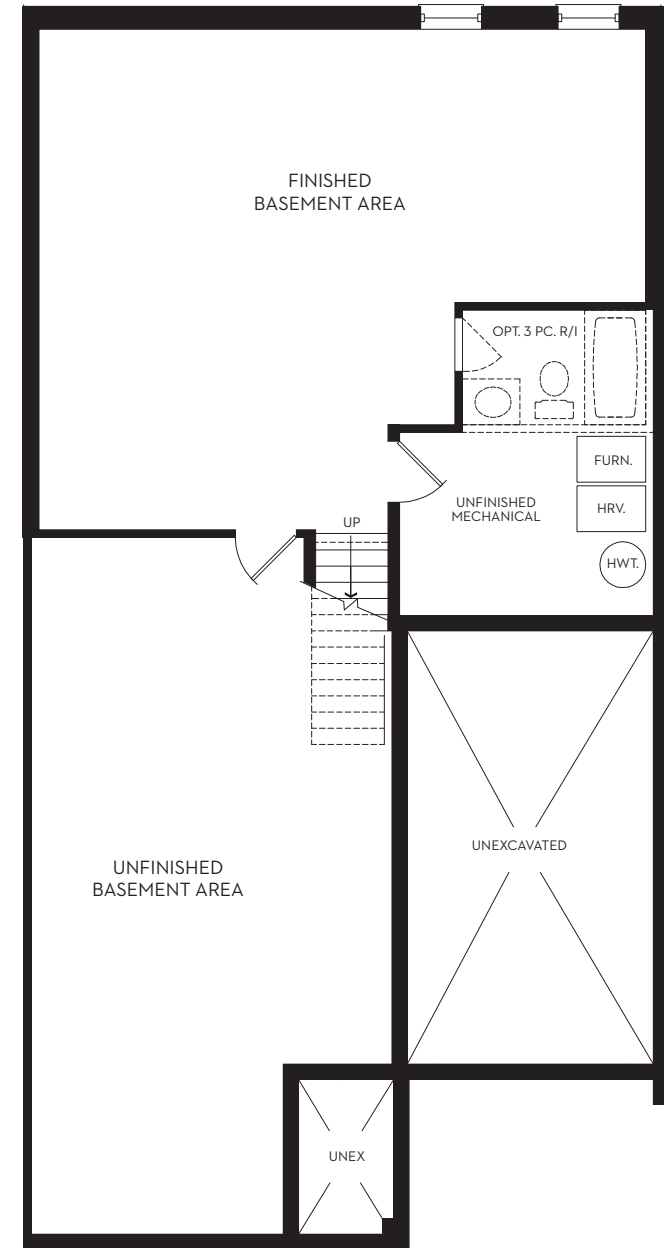 FINISHED
BASEMENT AREA
OPT. 3 PC. R/I
FURN.
UNFINISHED
MECHANICAL
HRV.
UP
HWT.
UNEXCAVATED
UNFINISHED
BASEMENT AREA
UNEX